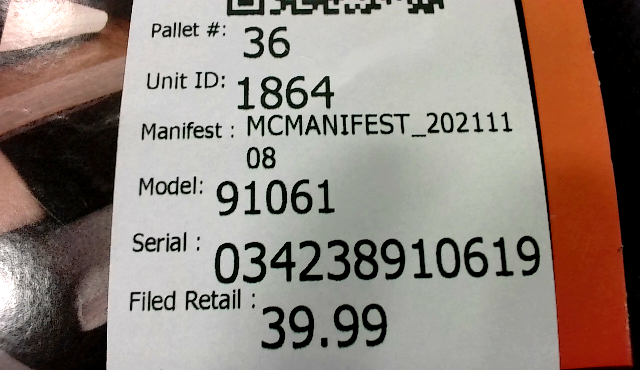 Pallet #: 36
Unit ID: 1864
Manifest : MCMANIFEST_202111
08
Model: 91061
Serial : 034238910619
Filed Retail : 39.99